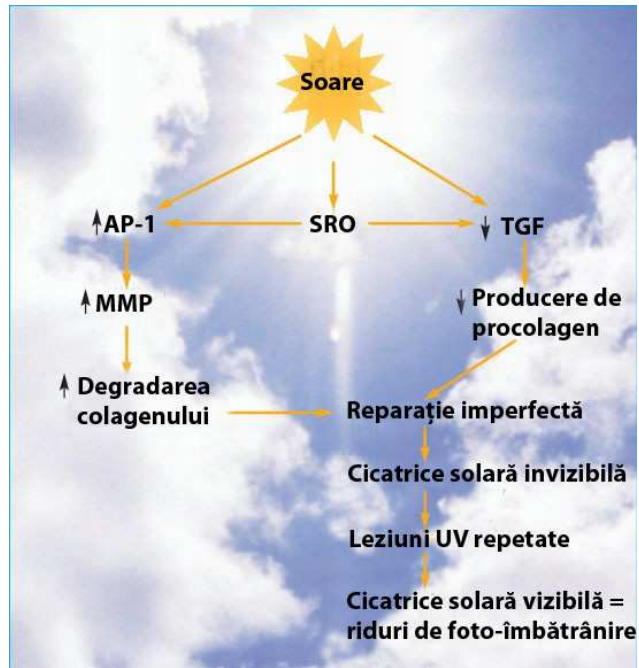 Soare
AP-1
SRO
TGF
MMP
Producere de
procolagen
Degradarea
colagenului
Reparație imperfectă
Cicatrice solară invizibilă
Leziuni UV repetate
Cicatrice solară vizibilă =
riduri de foto-îmbătrânire